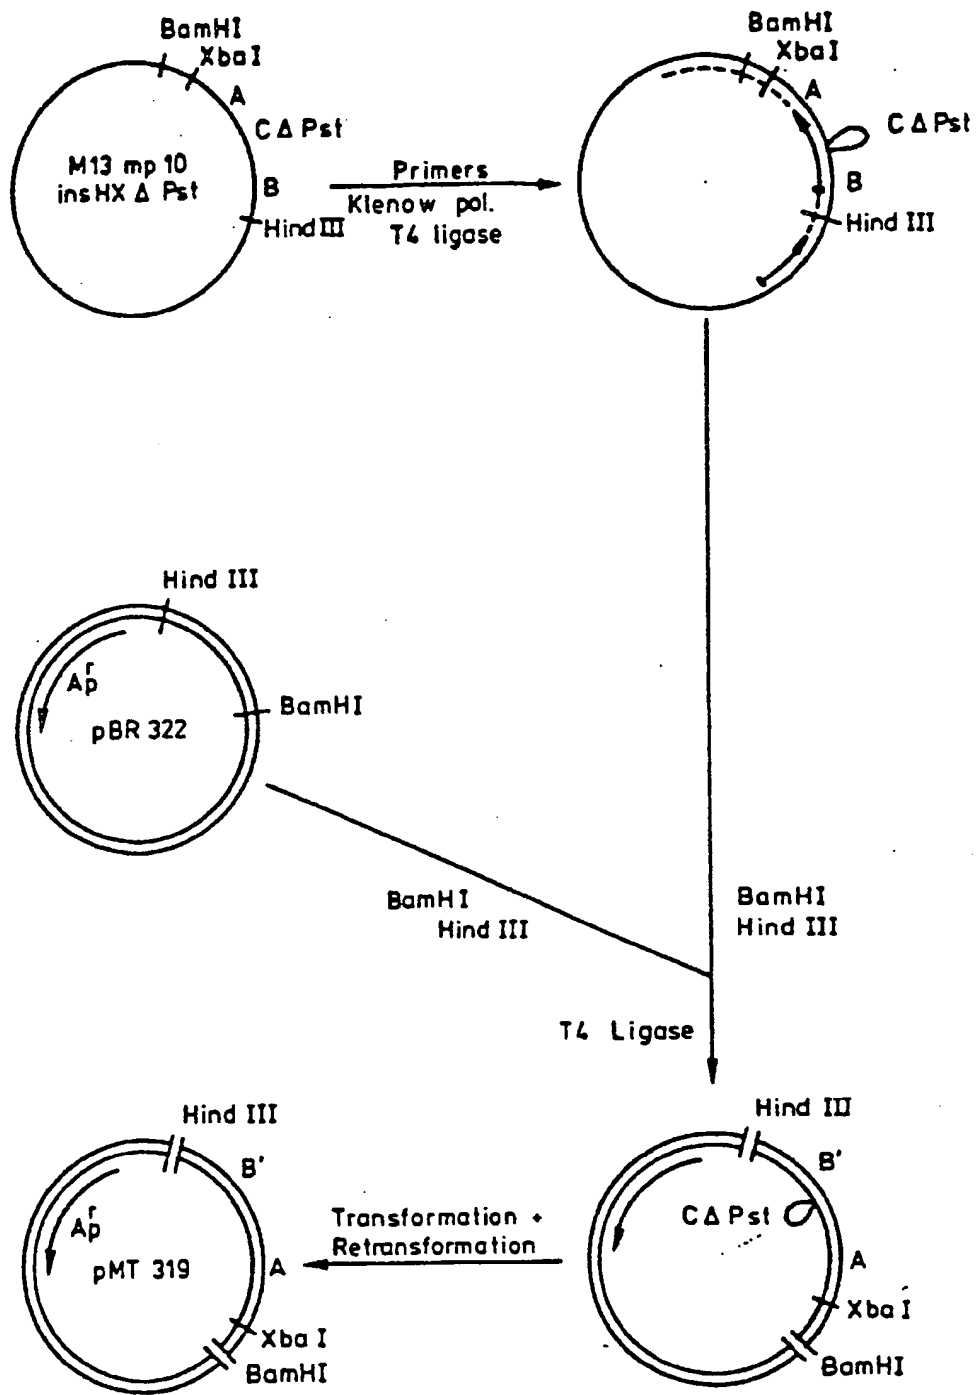 BamHI
XbaI
A
C Δ Pst
M13 mp 10
ins HX Δ Pst
B
Hind III
Primers
Klenow pol.
T4 ligase
BamHI
XbaI
A
C Δ Pst
B
Hind III
Hind III
Ap^r
pBR 322
BamHI
BamHI
Hind III
BamHI
Hind III
T4 Ligase
Hind III
B'
Ap^r
pMT 319
A
Xba I
BamHI
Transformation +
Retransformation
Hind III
B'
C Δ Pst
A
Xba I
BamHI